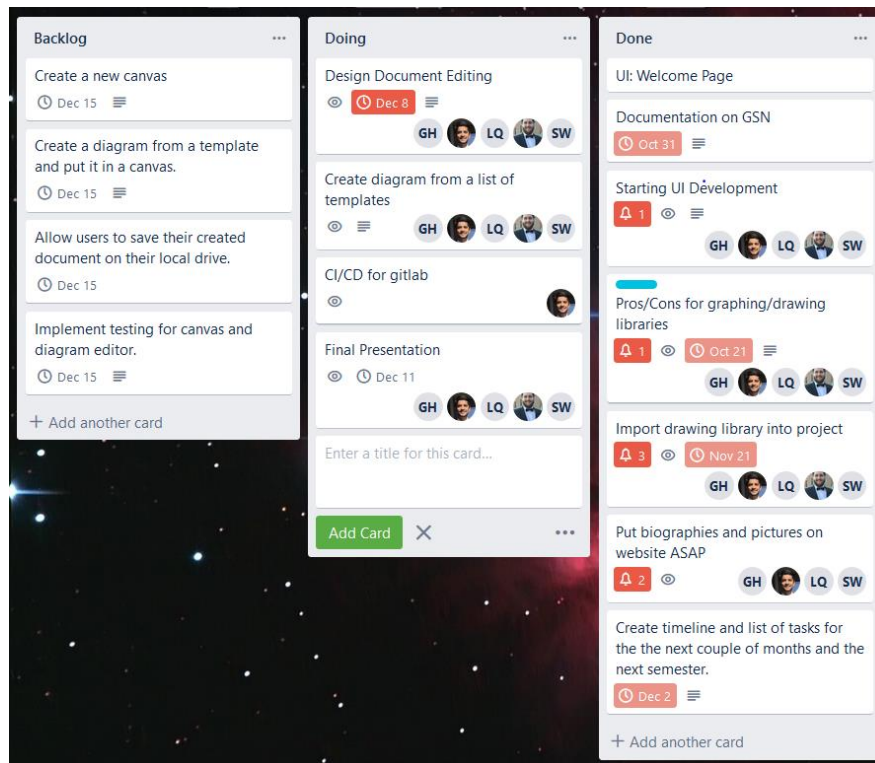 Backlog
Create a new canvas
Dec 15
Create a diagram from a template
and put it in a canvas.
Dec 15
Allow users to save their created
document on their local drive.
Dec 15
Implement testing for canvas and
diagram editor.
Dec 15
+ Add another card
Doing
Design Document Editing
Dec 8
GH LQ SW
Create diagram from a list of
templates
GH LQ SW
CI/CD for gitlab
Final Presentation
Dec 11
GH LQ SW
Enter a title for this card...
Add Card
Done
UI: Welcome Page
Documentation on GSN
Oct 31
Starting UI Development
1
GH LQ SW
Pros/Cons for graphing/drawing
libraries
1 Oct 21
GH LQ SW
Import drawing library into project
3 Nov 21
GH LQ SW
Put biographies and pictures on
website ASAP
2 GH LQ SW
Create timeline and list of tasks for
the the next couple of months and the
next semester.
Dec 2
+ Add another card